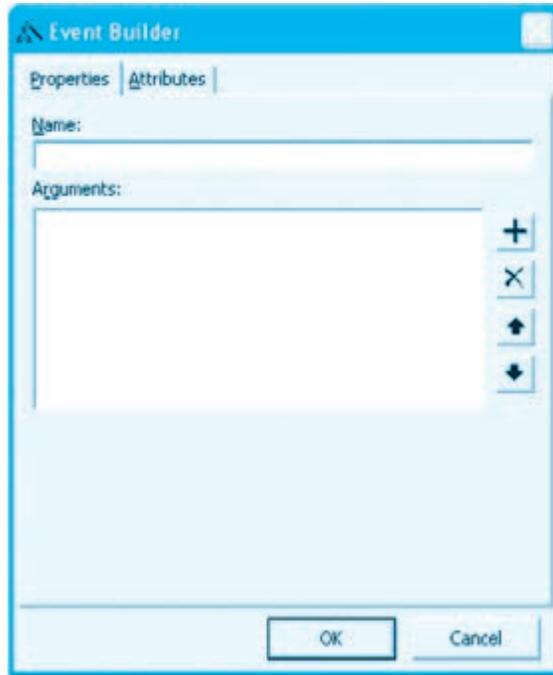 Event Builder
Properties Attributes
Name:
Arguments:
OK Cancel